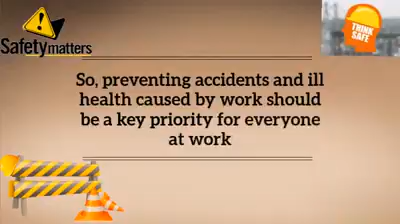 Safetymatters
THINK
SAFE
So, preventing accidents and ill
health caused by work should
be a key priority for everyone
at work